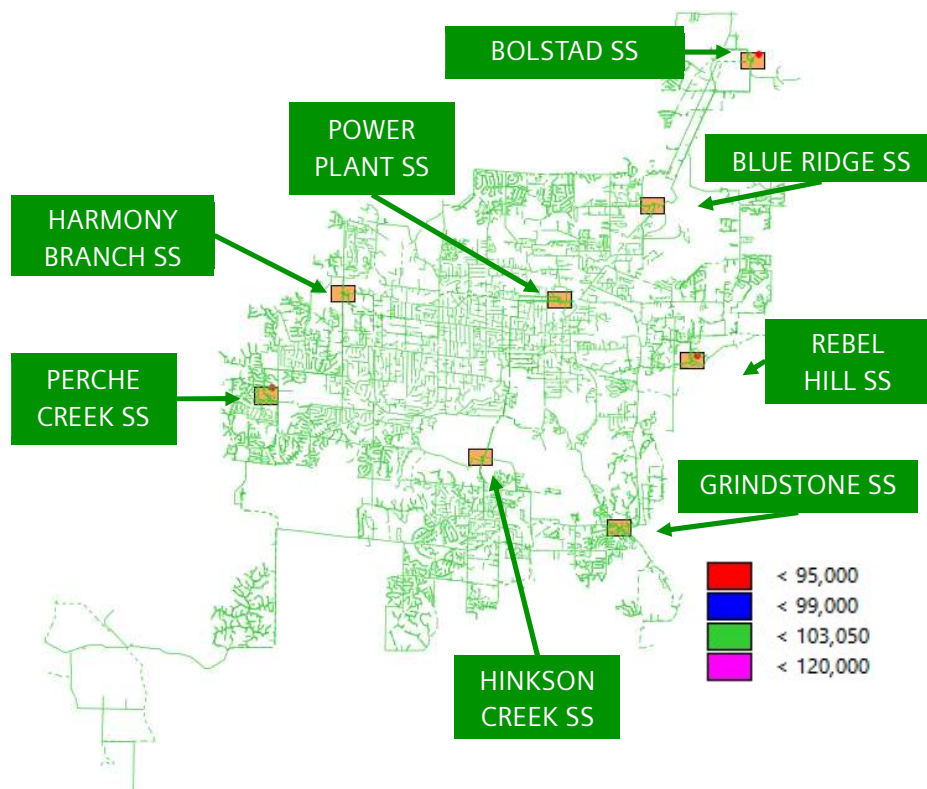 BOLSTAD SS
POWER
PLANT SS
BLUE RIDGE SS
HARMONY
BRANCH SS
REBEL
HILL SS
PERCHE
CREEK SS
GRINDSTONE SS
< 95,000
< 99,000
< 103,050
< 120,000
HINKSON
CREEK SS